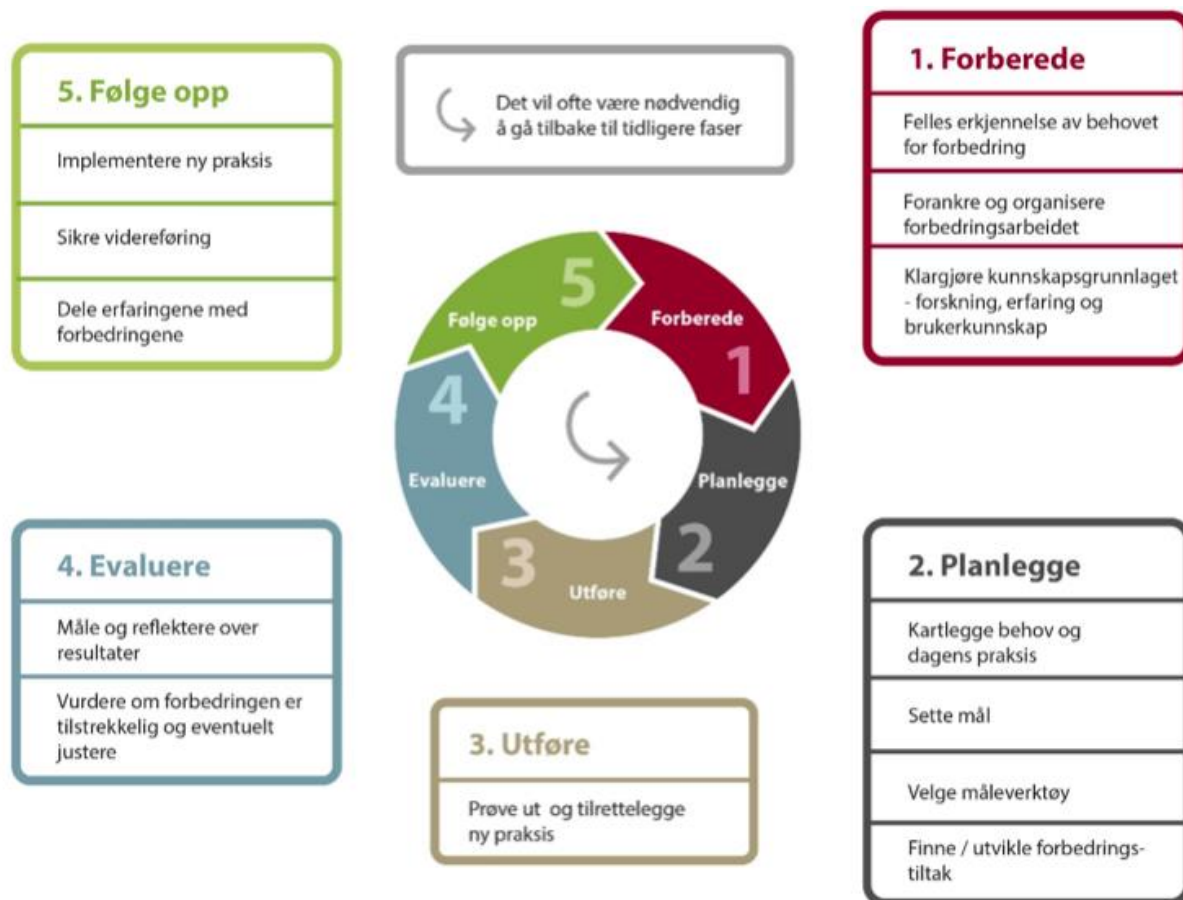 5. Følge opp
Implementere ny praksis
Sikre videreføring
Dele erfaringene med
forbedringene
Det vil ofte være nødvendig
å gå tilbake til tidligere faser
1. Forberede
Felles erkjennelse av behovet
for forbedring
Forankre og organisere
forbedringsarbeidet
Klargjøre kunnskapsgrunnlaget
- forskning, erfaring og
brukerkunnskap
5
Følge opp
Forberede
1
4
Evaluere
Planlegge
2
3
Utføre
4. Evaluere
Måle og reflektere over
resultater
Vurdere om forbedringen er
tilstrekkelig og eventuelt
justere
3. Utføre
Prøve ut og tilrettelegge
ny praksis
2. Planlegge
Kartlegge behov og
dagens praksis
Sette mål
Velge måleverktøy
Finne / utvikle forbedrings-
tiltak